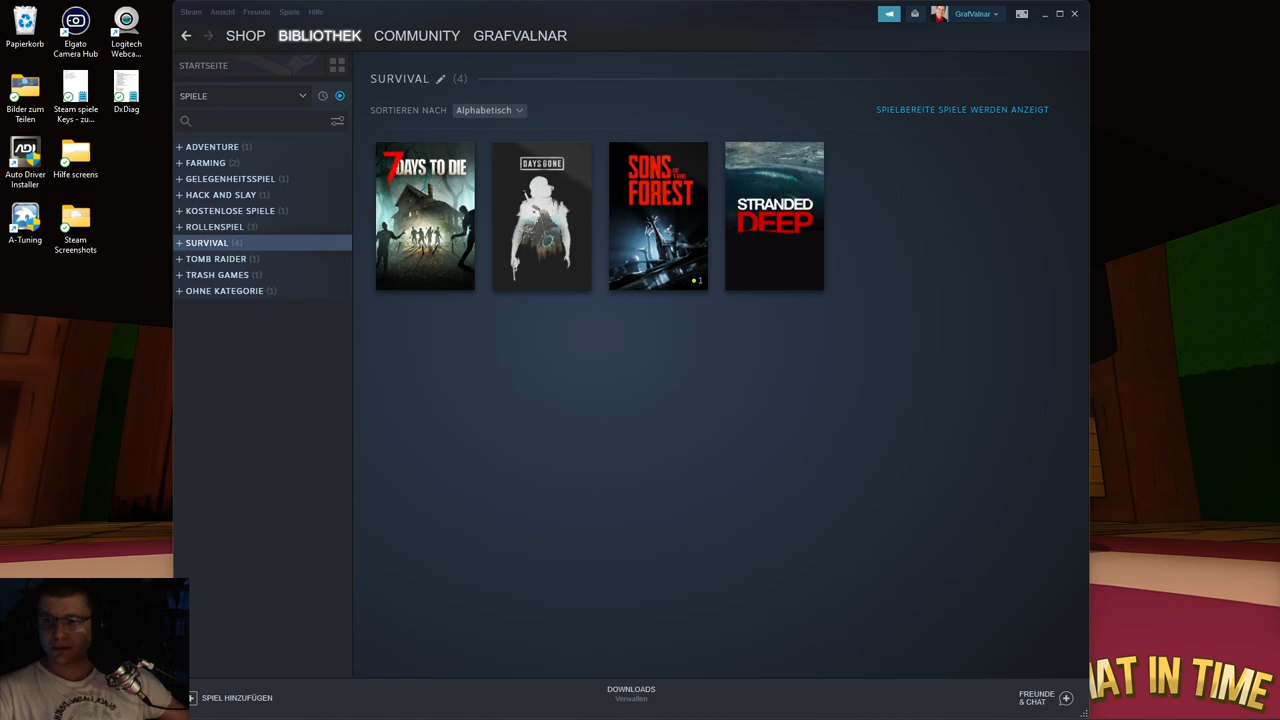 Papierkorb
Elgato
Camera Hub
Logitech
Webca...
Bilder zum
Teilen
Steam spiele
Keys - zu...
DxDiag
Auto Driver
Installer
Hilfe screens
A-Tuning
Steam
Screenshots
Steam Ansicht Freunde Spiele Hilfe
GrafValnar
SHOP BIBLIOTHEK COMMUNITY GRAFVALNAR
STARTSEITE
SPIELE
+ ADVENTURE (1)
+ FARMING (2)
+ GELEGENHEITSSPIEL (1)
+ HACK AND SLAY (1)
+ KOSTENLOSE SPIELE (1)
+ ROLLENSPIEL (3)
+ SURVIVAL (4)
+ TOMB RAIDER (1)
+ TRASH GAMES (1)
+ OHNE KATEGORIE (1)
SURVIVAL (4)
SORTIEREN NACH Alphabetisch
SPIELBEREITE SPIELE WERDEN ANZEIGT
7 DAYS TO DIE
DAYS GONE
SONS
OF THE
FOREST
1
STRANDED
DEEP
SPIEL HINZUFÜGEN
DOWNLOADS
Verwalten
FREUNDE
& CHAT
HAT IN TIME